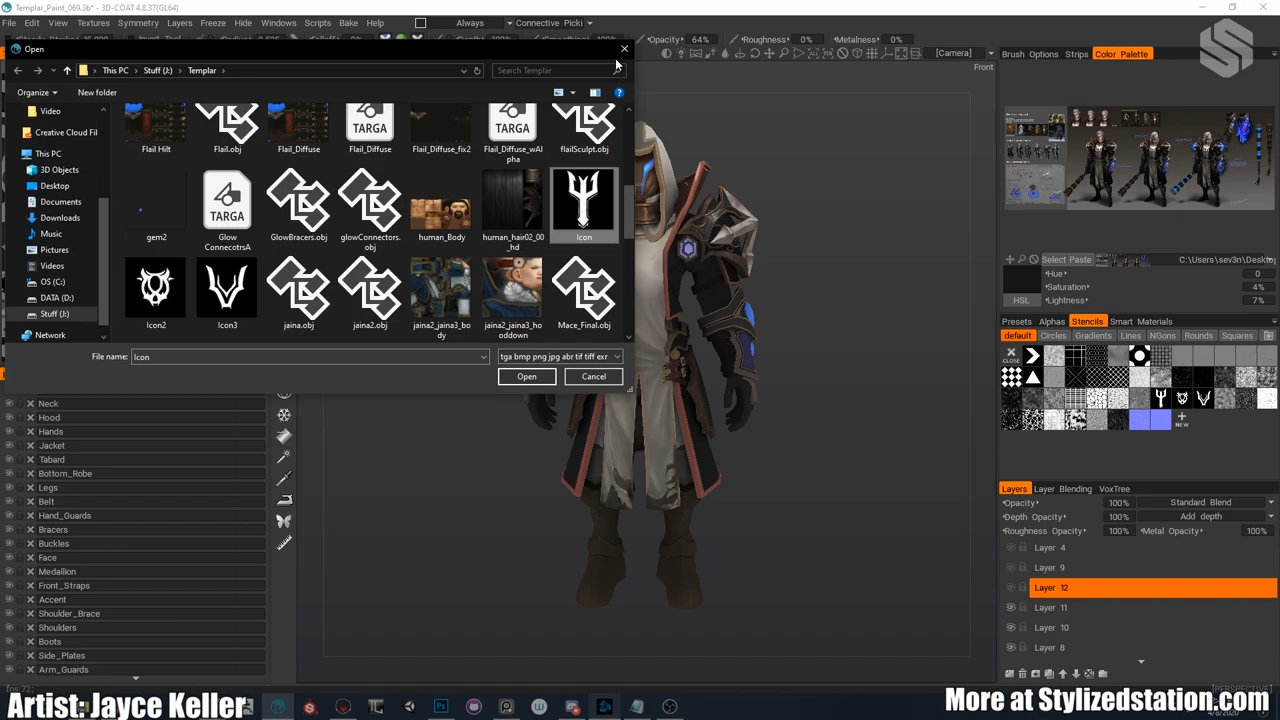 Templar_Paint_069.3b* - 3D-COAT 4.8.37(GL64)
File Edit View Textures Symmetry Layers Freeze Hide Windows Scripts Bake Help Always Connective Picki
Opacity 64% Roughness 0% Metalness 0%
[Camera]
Front
Open
This PC Stuff (J:) Templar
Search Templar
Organize New folder
Video
Creative Cloud Fil
This PC
3D Objects
Desktop
Documents
Downloads
Music
Pictures
Videos
OS (C:)
DATA (D:)
Stuff (J:)
Network
TARGA TARGA
Flail Hilt Flail.obj Flail_Diffuse Flail_Diffuse Flail_Diffuse_fix2 Flail_Diffuse_wAlpha flailSculpt.obj
TARGA
gem2 Glow ConnecotrsA GlowBracers.obj glowConnectors.obj human_Body human_hair02_00_hd Icon
Icon2 Icon3 jaina.obj jaina2.obj jaina2_jaina3_body jaina2_jaina3_hooddown Mace_Final.obj
File name: Icon
tga bmp png jpg abr tif tiff exr
Open Cancel
Neck
Hood
Hands
Jacket
Tabard
Bottom_Robe
Legs
Belt
Hand_Guards
Bracers
Buckles
Face
Medallion
Front_Straps
Accent
Shoulder_Brace
Shoulders
Boots
Side_Plates
Arm_Guards
Brush Options Strips Color Palette
Select Paste C:\Users\sev3n\Deskto
Hue 0
Saturation 4%
HSL Lightness 7%
Presets Alphas Stencils Smart Materials
default Circles Gradients Lines NGons Rounds Squares
CLOSE
NEW
Layers Layer Blending VoxTree
Opacity 100% Standard Blend
Depth Opacity 100% Add depth
Roughness Opacity 100% Metal Opacity 100%
Layer 4
Layer 9
Layer 12
Layer 11
Layer 10
Layer 8
Artist: Jayce Keller
More at Stylizedstation.com